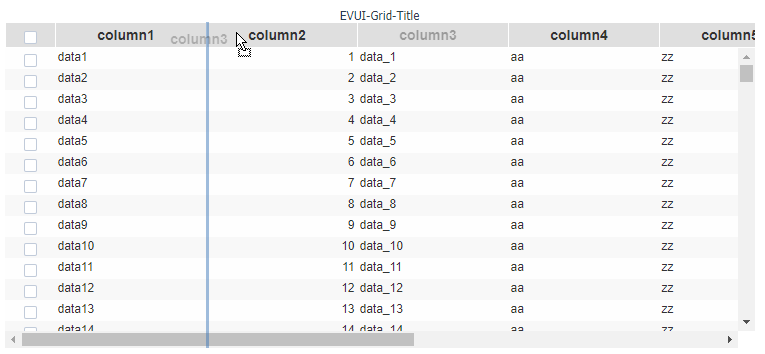 EVUI-Grid-Title
column1 column3 column2 column3 column4 column5
data1 1 data_1 aa zz
data2 2 data_2 aa zz
data3 3 data_3 aa zz
data4 4 data_4 aa zz
data5 5 data_5 aa zz
data6 6 data_6 aa zz
data7 7 data_7 aa zz
data8 8 data_8 aa zz
data9 9 data_9 aa zz
data10 10 data_10 aa zz
data11 11 data_11 aa zz
data12 12 data_12 aa zz
data13 13 data_13 aa zz
data14 14 data_14 aa zz